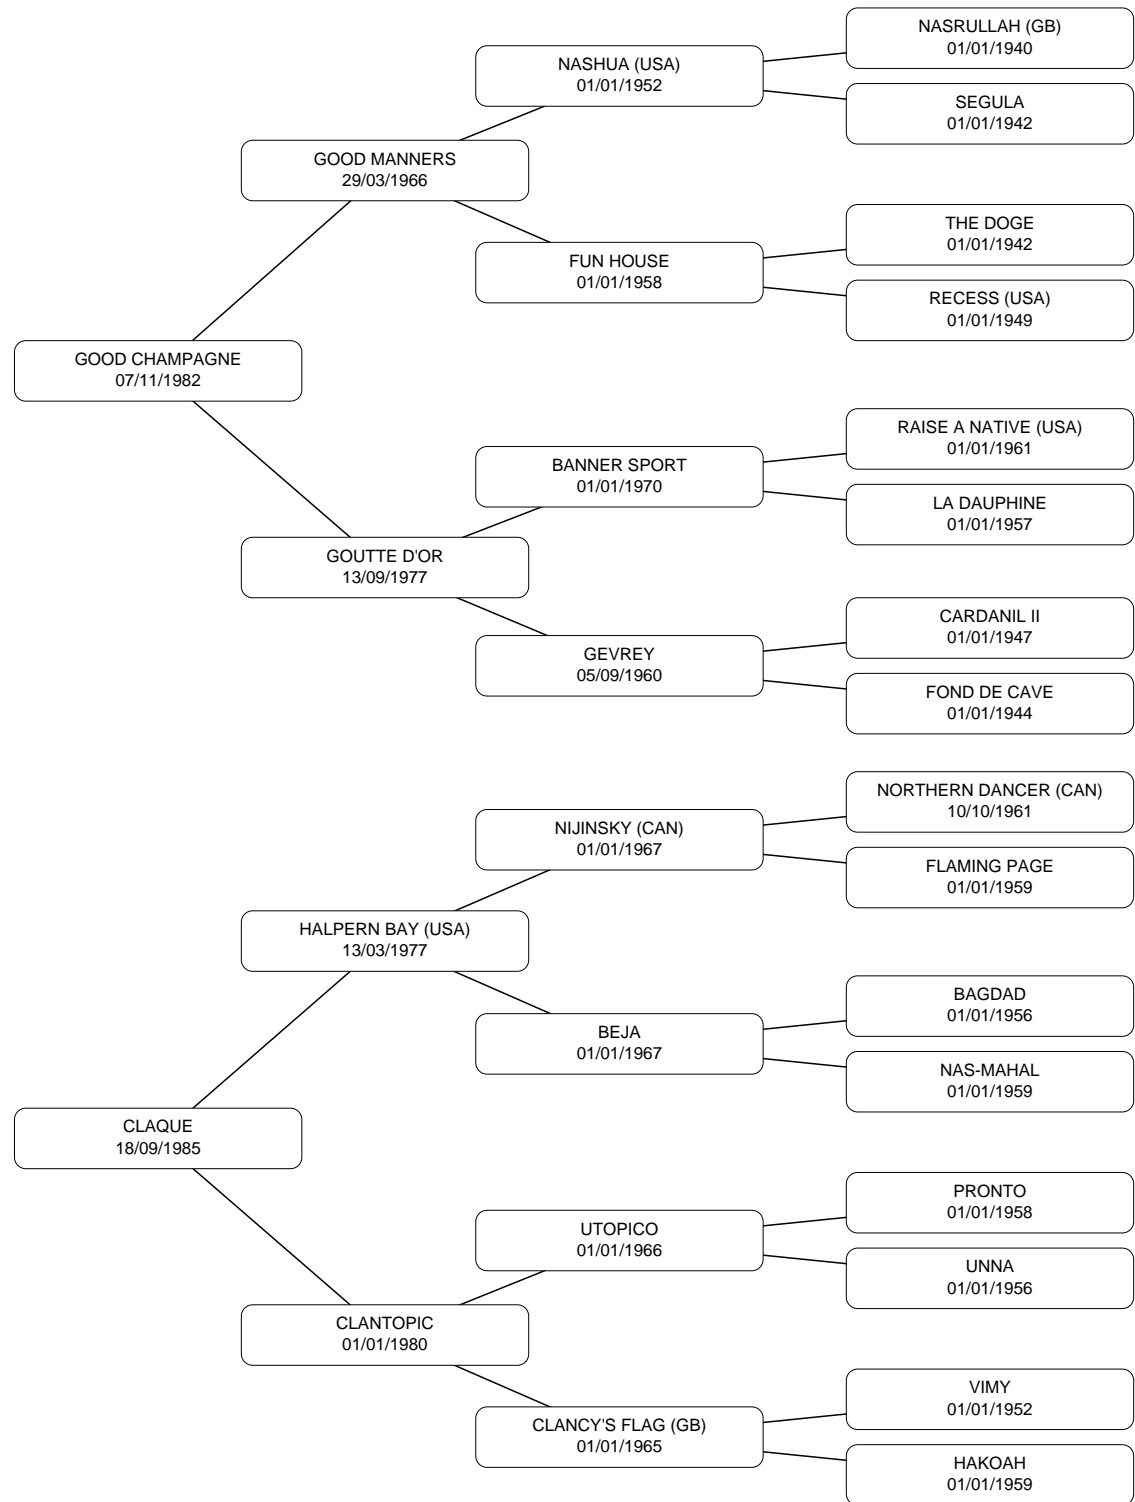 NASRULLAH (GB)
01/01/1940
NASHUA (USA)
01/01/1952
SEGULA
01/01/1942
GOOD MANNERS
29/03/1966
THE DOGE
01/01/1942
FUN HOUSE
01/01/1958
RECESS (USA)
01/01/1949
GOOD CHAMPAGNE
07/11/1982
RAISE A NATIVE (USA)
01/01/1961
BANNER SPORT
01/01/1970
LA DAUPHINE
01/01/1957
GOUTTE D'OR
13/09/1977
CARDANIL II
01/01/1947
GEVREY
05/09/1960
FOND DE CAVE
01/01/1944
NORTHERN DANCER (CAN)
10/10/1961
NIJINSKY (CAN)
01/01/1967
FLAMING PAGE
01/01/1959
HALPERN BAY (USA)
13/03/1977
BAGDAD
01/01/1956
BEJA
01/01/1967
NAS-MAHAL
01/01/1959
CLAQUE
18/09/1985
PRONTO
01/01/1958
UTOPICO
01/01/1966
UNNA
01/01/1956
CLANTOPIC
01/01/1980
VIMY
01/01/1952
CLANCY'S FLAG (GB)
01/01/1965
HAKOAH
01/01/1959